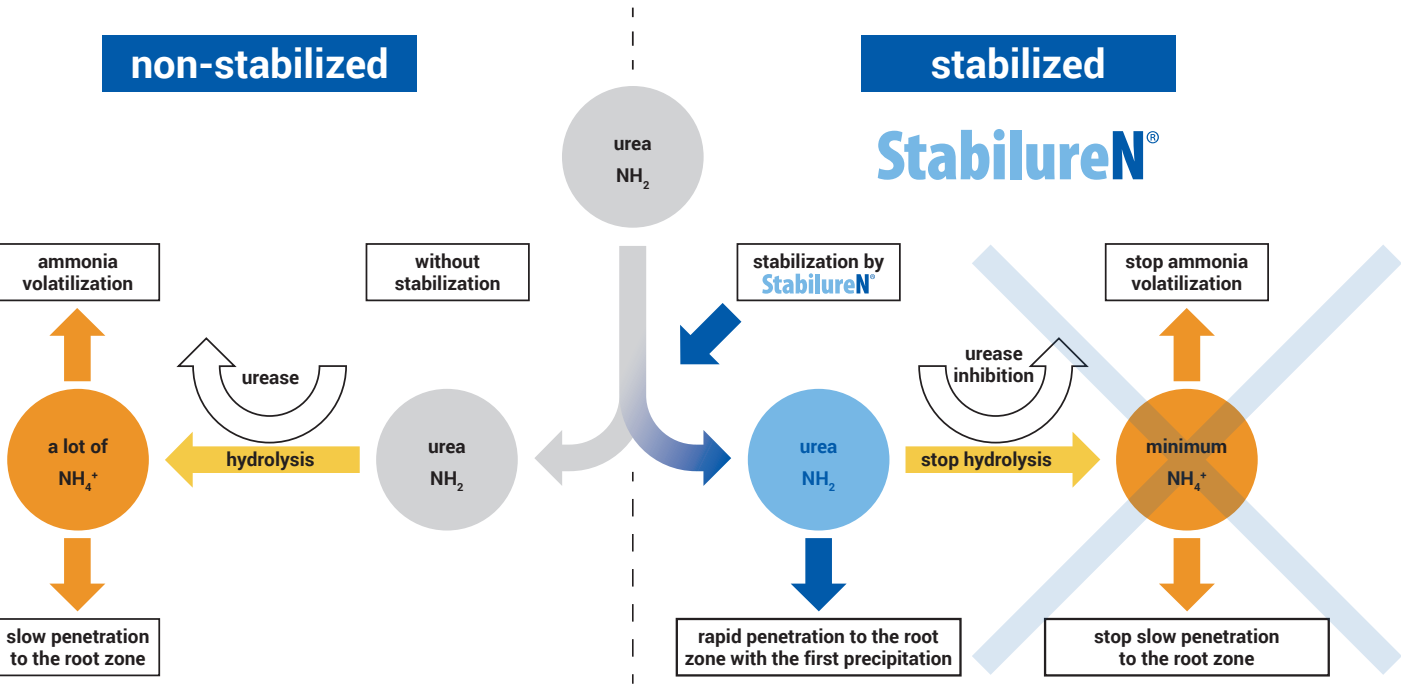 non-stabilized
stabilized
StabilureN®
urea
NH₂
ammonia
volatilization
without
stabilization
stabilization by
StabilureN®
stop ammonia
volatilization
urease
urease
inhibition
a lot of
NH₄⁺
hydrolysis
urea
NH₂
urea
NH₂
stop hydrolysis
minimum
NH₄⁺
slow penetration
to the root zone
rapid penetration to the root
zone with the first precipitation
stop slow penetration
to the root zone